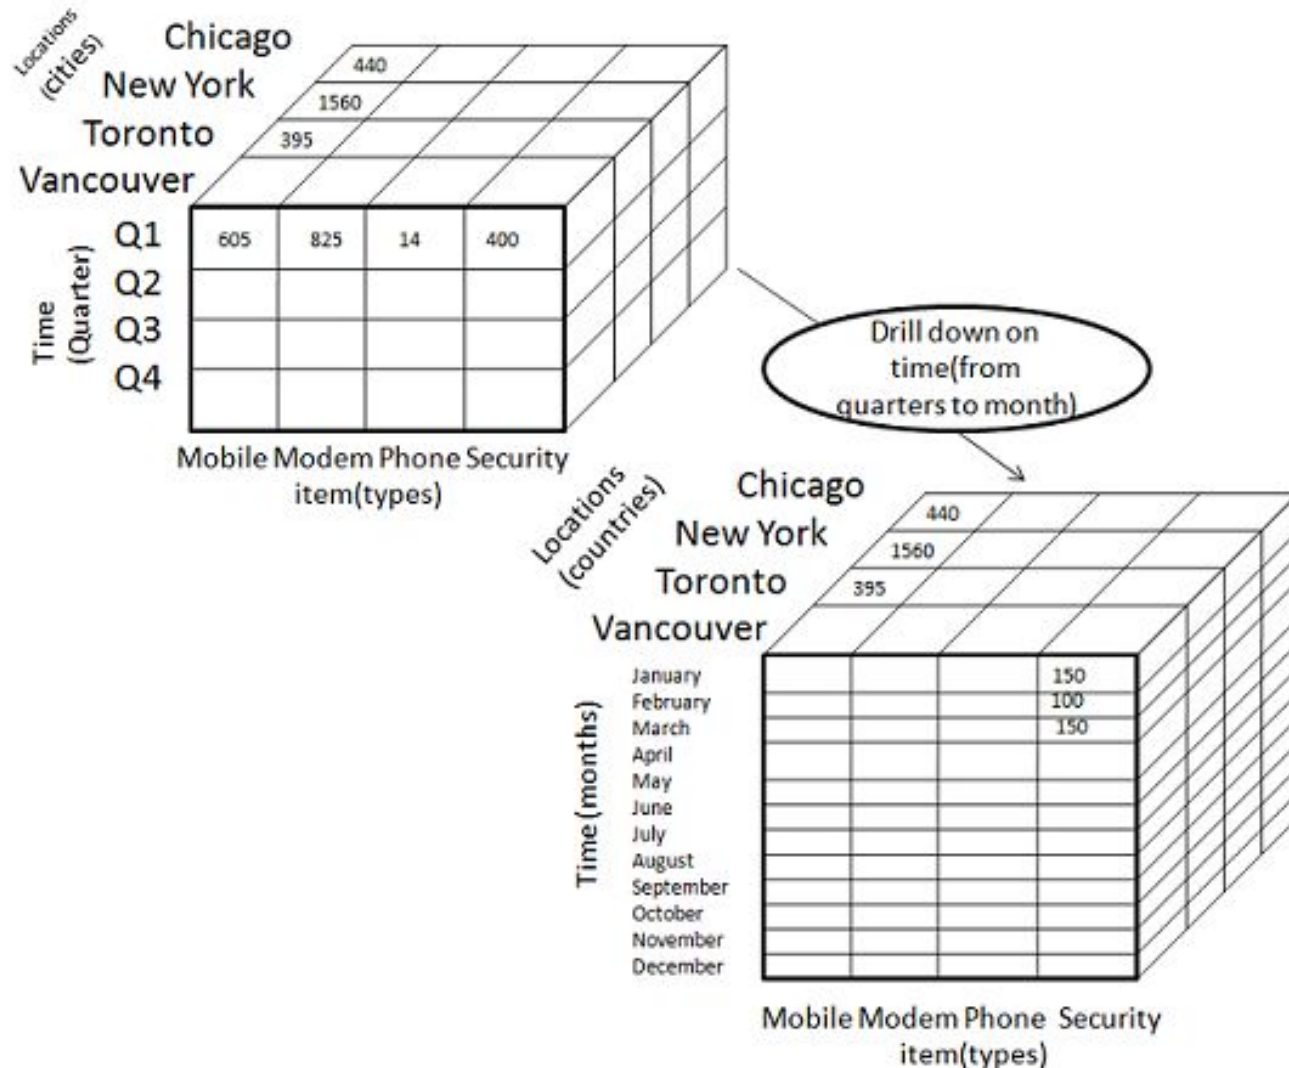 Locations
(cities)
Chicago
New York
Toronto
Vancouver
440
1560
395
Time
(Quarter)
Q1
Q2
Q3
Q4
605 825 14 400
Mobile Modem Phone Security
item(types)
Drill down on
time(from
quarters to month)
Locations
(countries)
Chicago
New York
Toronto
Vancouver
440
1560
395
Time (months)
January 150
February 100
March 150
April
May
June
July
August
September
October
November
December
Mobile Modem Phone Security
item(types)